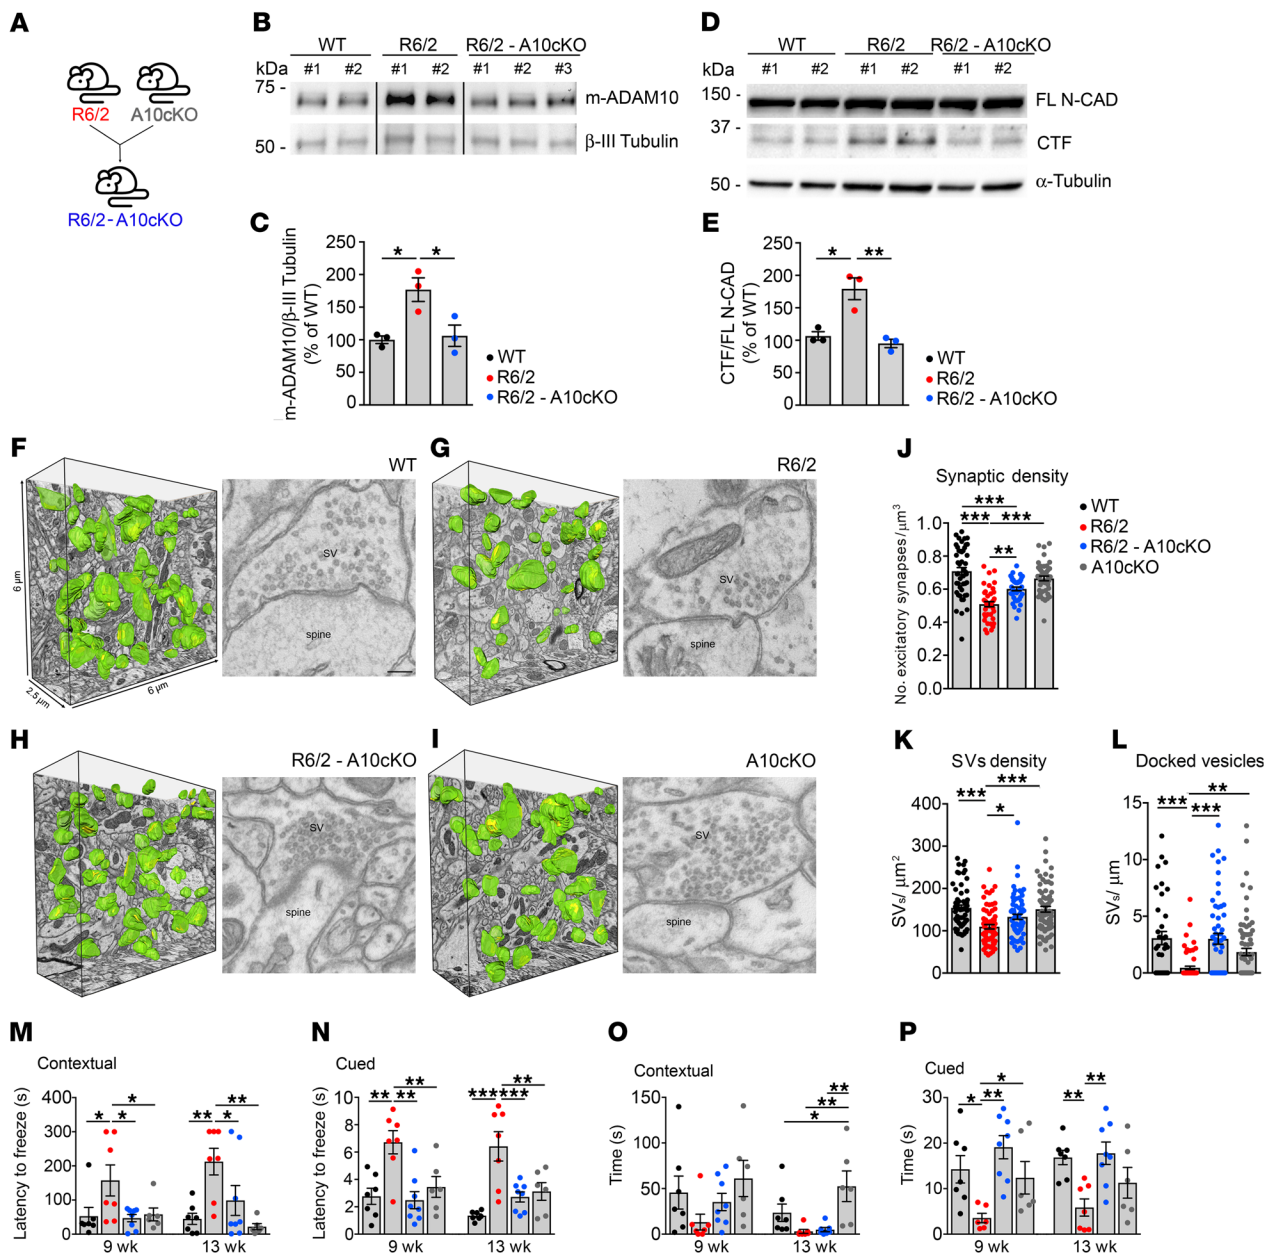 A
R6/2
A10cKO
R6/2 - A10cKO
B
WT
R6/2
R6/2 - A10cKO
kDa
#1
#2
#1
#2
#1
#2
#3
75 -
m-ADAM10
50 -
β-III Tubulin
C
m-ADAM10/β-III Tubulin
(% of WT)
250
200
150
100
50
0
*
*
WT
R6/2
R6/2 - A10cKO
D
WT
R6/2
R6/2 - A10cKO
kDa
#1
#2
#1
#2
#1
#2
150 -
FL N-CAD
37 -
CTF
50 -
α-Tubulin
E
CTF/FL N-CAD
(% of WT)
250
200
150
100
50
0
*
**
WT
R6/2
R6/2 - A10cKO
F
WT
6 µm
2.5 µm
6 µm
SV
spine
G
R6/2
SV
spine
H
R6/2 - A10cKO
SV
spine
I
A10cKO
SV
spine
J
Synaptic density
No. excitatory synapses/µm³
1.0
0.8
0.6
0.4
0.2
0.0
***
***
***
**
WT
R6/2
R6/2 - A10cKO
A10cKO
K
SVs density
SVs/ µm²
400
300
200
100
0
***
***
*
L
Docked vesicles
SVs/ µm
15
10
5
0
**
***
***
M
Contextual
Latency to freeze (s)
400
300
200
100
0
*
*
*
**
**
*
9 wk
13 wk
N
Cued
Latency to freeze (s)
10
8
6
4
2
0
**
**
**
**
***
***
9 wk
13 wk
O
Contextual
Time (s)
150
100
50
0
**
**
*
9 wk
13 wk
P
Cued
Time (s)
30
20
10
0
*
*
**
**
**
9 wk
13 wk